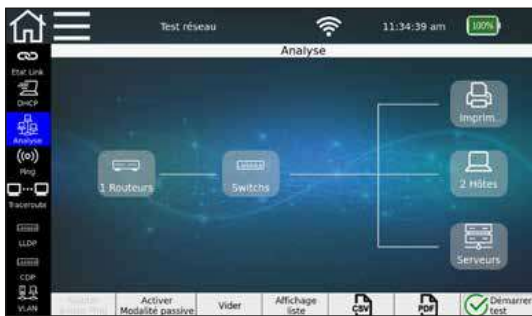 Test réseau
11:34:39 am
100%
Analyse
Etat Link
DHCP
Analyse
Ping
Traceroute
LLDP
CDP
VLAN
1 Routeurs
Switchs
Imprim..
2 Hôtes
Serveurs
Activer
Modalité passive
Vider
Affichage
liste
CSV
PDF
Démarrer
test